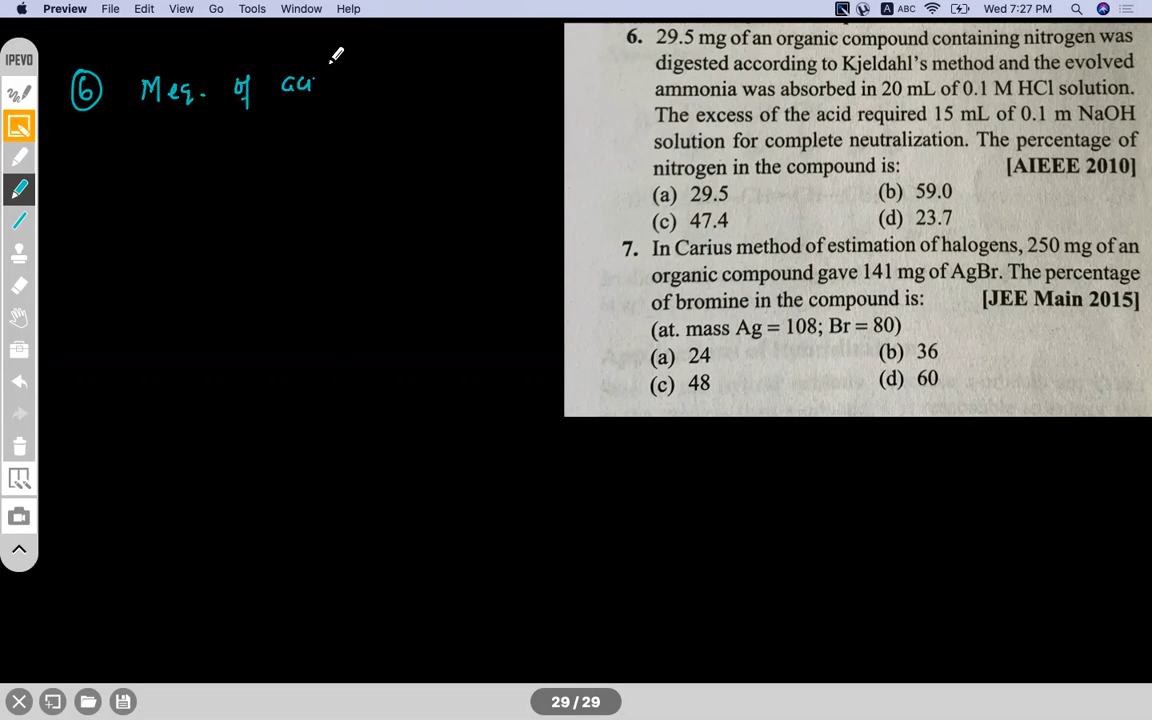 Preview File Edit View Go Tools Window Help A ABC Wed 7:27 PM
IPEVO
6 Meq. of
6. 29.5 mg of an organic compound containing nitrogen was
digested according to Kjeldahl's method and the evolved
ammonia was absorbed in 20 mL of 0.1 M HCl solution.
The excess of the acid required 15 mL of 0.1 m NaOH
solution for complete neutralization. The percentage of
nitrogen in the compound is: [AIEEE 2010]
(a) 29.5 (b) 59.0
(c) 47.4 (d) 23.7
7. In Carius method of estimation of halogens, 250 mg of an
organic compound gave 141 mg of AgBr. The percentage
of bromine in the compound is: [JEE Main 2015]
(at. mass Ag = 108; Br = 80)
(a) 24 (b) 36
(c) 48 (d) 60
29 / 29